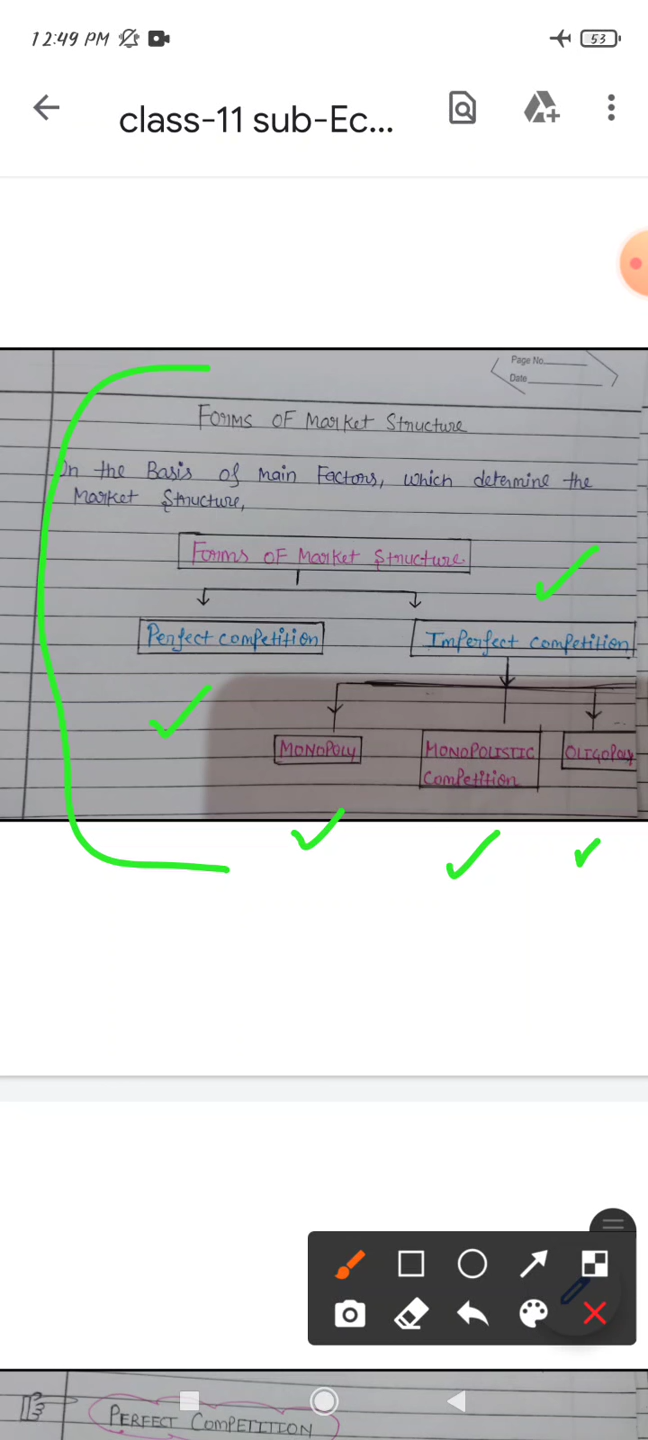 12:49 PM
53
class-11 sub-Ec...
Page No.
Date
Forms OF Market Structure
On the Basis of main Factors, which determine the
Market Structure,
Forms OF Market Structure
Perfect competition
Imperfect competition
MONOPOLY
MONOPOLISTIC
Competition
OLIGOPOLY
PERFECT COMPETITION